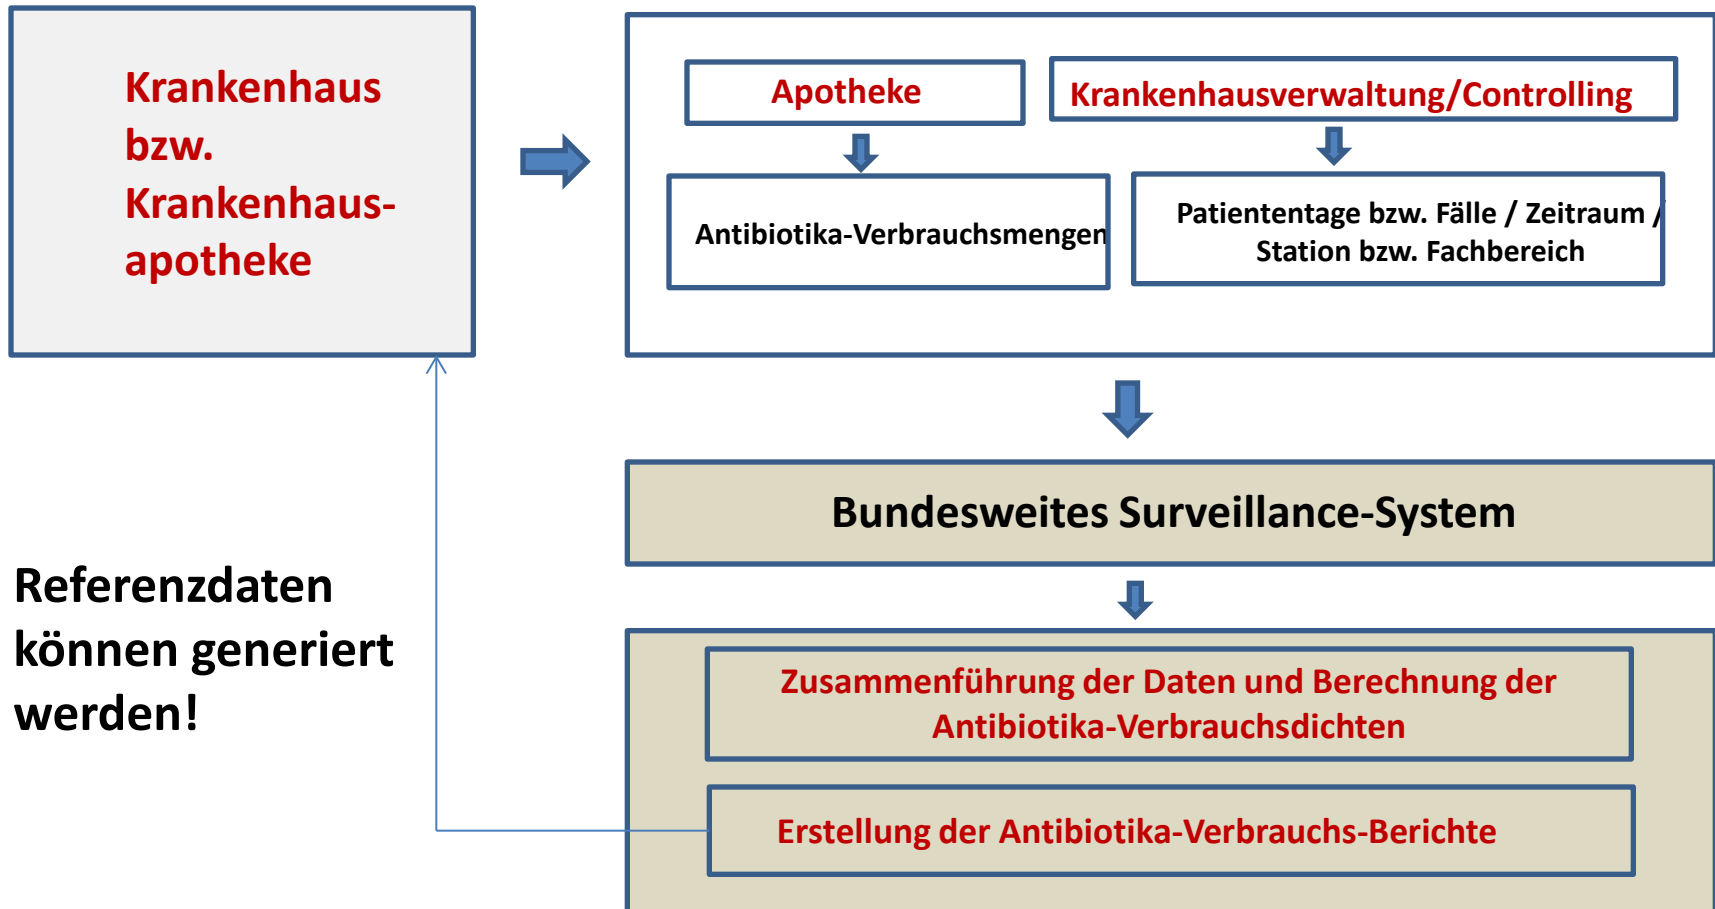 Krankenhaus
bzw.
Krankenhaus-
apotheke
Apotheke
Krankenhausverwaltung/Controlling
Antibiotika-Verbrauchsmengen
Patiententage bzw. Fälle / Zeitraum /
Station bzw. Fachbereich
Bundesweites Surveillance-System
Referenzdaten
können generiert
werden!
Zusammenführung der Daten und Berechnung der
Antibiotika-Verbrauchsdichten
Erstellung der Antibiotika-Verbrauchs-Berichte